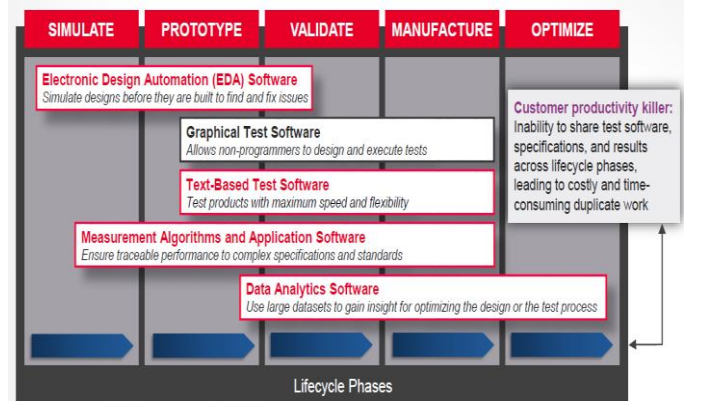 SIMULATE PROTOTYPE VALIDATE MANUFACTURE OPTIMIZE
Electronic Design Automation (EDA) Software
Simulate designs before they are built to find and fix issues
Graphical Test Software
Allows non-programmers to design and execute tests
Text-Based Test Software
Test products with maximum speed and flexibility
Measurement Algorithms and Application Software
Ensure traceable performance to complex specifications and standards
Data Analytics Software
Use large datasets to gain insight for optimizing the design or the test process
Customer productivity killer:
Inability to share test software,
specifications, and results
across lifecycle phases,
leading to costly and time-
consuming duplicate work
Lifecycle Phases